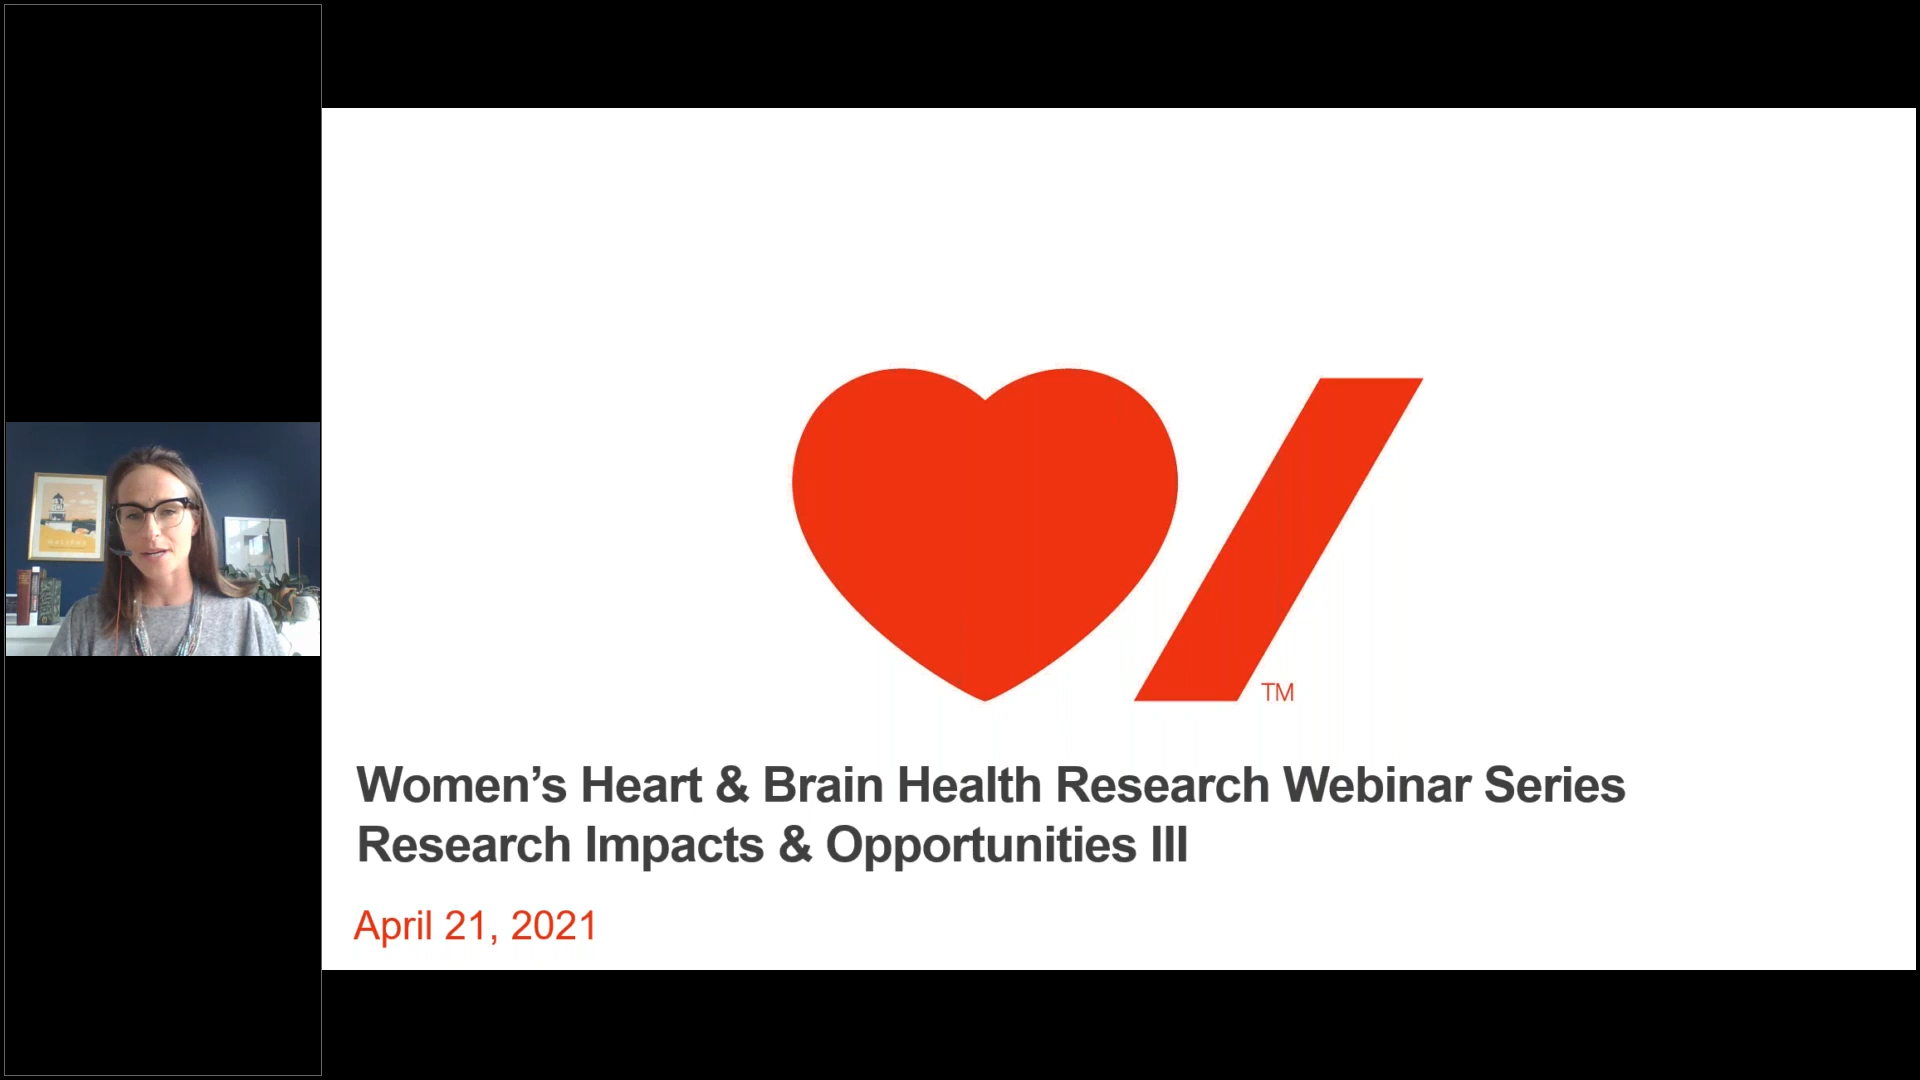 TM
Women’s Heart & Brain Health Research Webinar Series
Research Impacts & Opportunities III
April 21, 2021